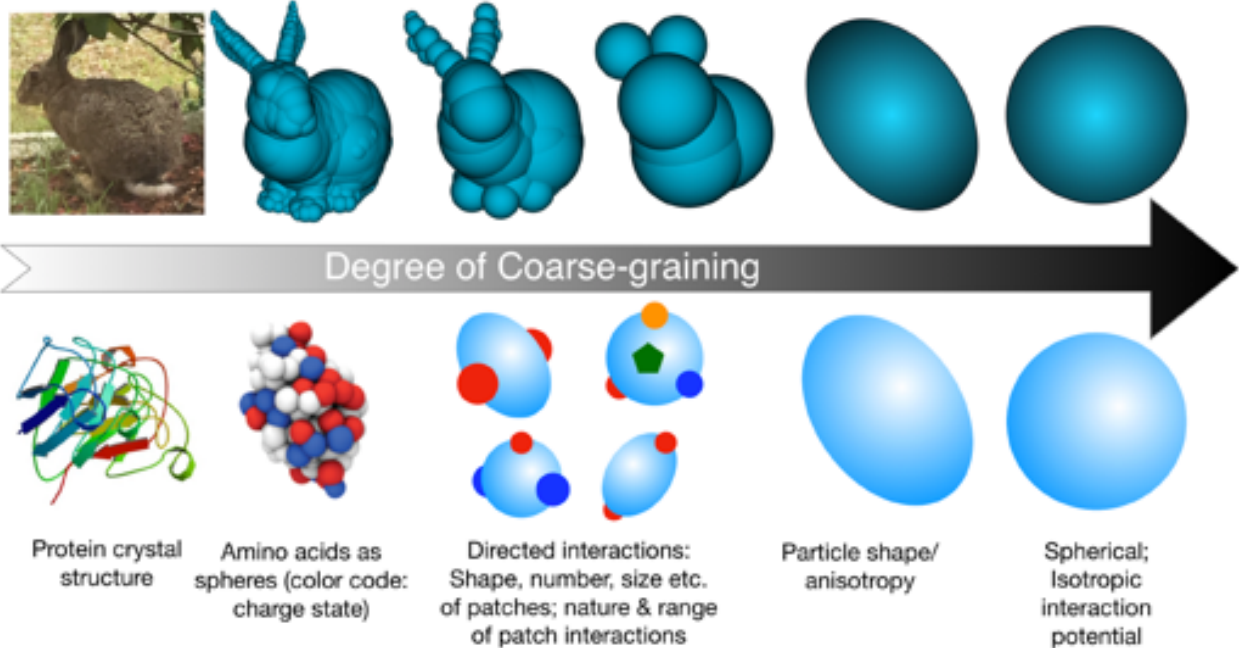 Degree of Coarse-graining
Protein crystal
structure
Amino acids as
spheres (color code:
charge state)
Directed interactions:
Shape, number, size etc.
of patches; nature & range
of patch interactions
Particle shape/
anisotropy
Spherical;
Isotropic
interaction
potential